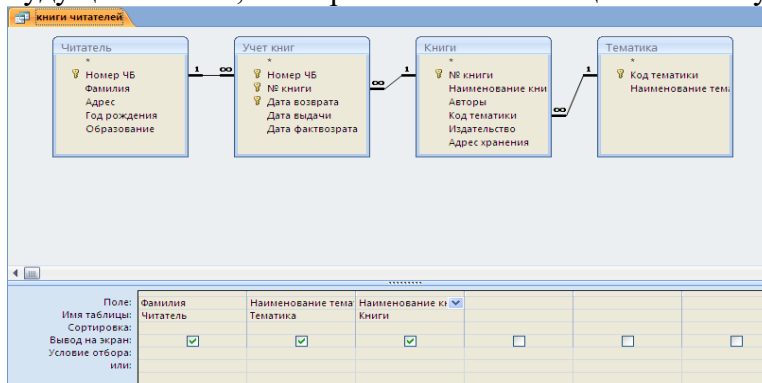 книги читателей
Читатель
*
Номер ЧБ
Фамилия
Адрес
Год рождения
Образование
1 ∞
Учет книг
*
Номер ЧБ
№ книги
Дата возврата
Дата выдачи
Дата фактвозрата
∞ 1
Книги
*
№ книги
Наименование кни
Авторы
Код тематики
Издательство
Адрес хранения
∞ 1
Тематика
*
Код тематики
Наименование тема
Поле: Фамилия Наименование тема Наименование кн
Имя таблицы: Читатель Тематика Книги
Сортировка:
Вывод на экран:
Условие отбора:
или: